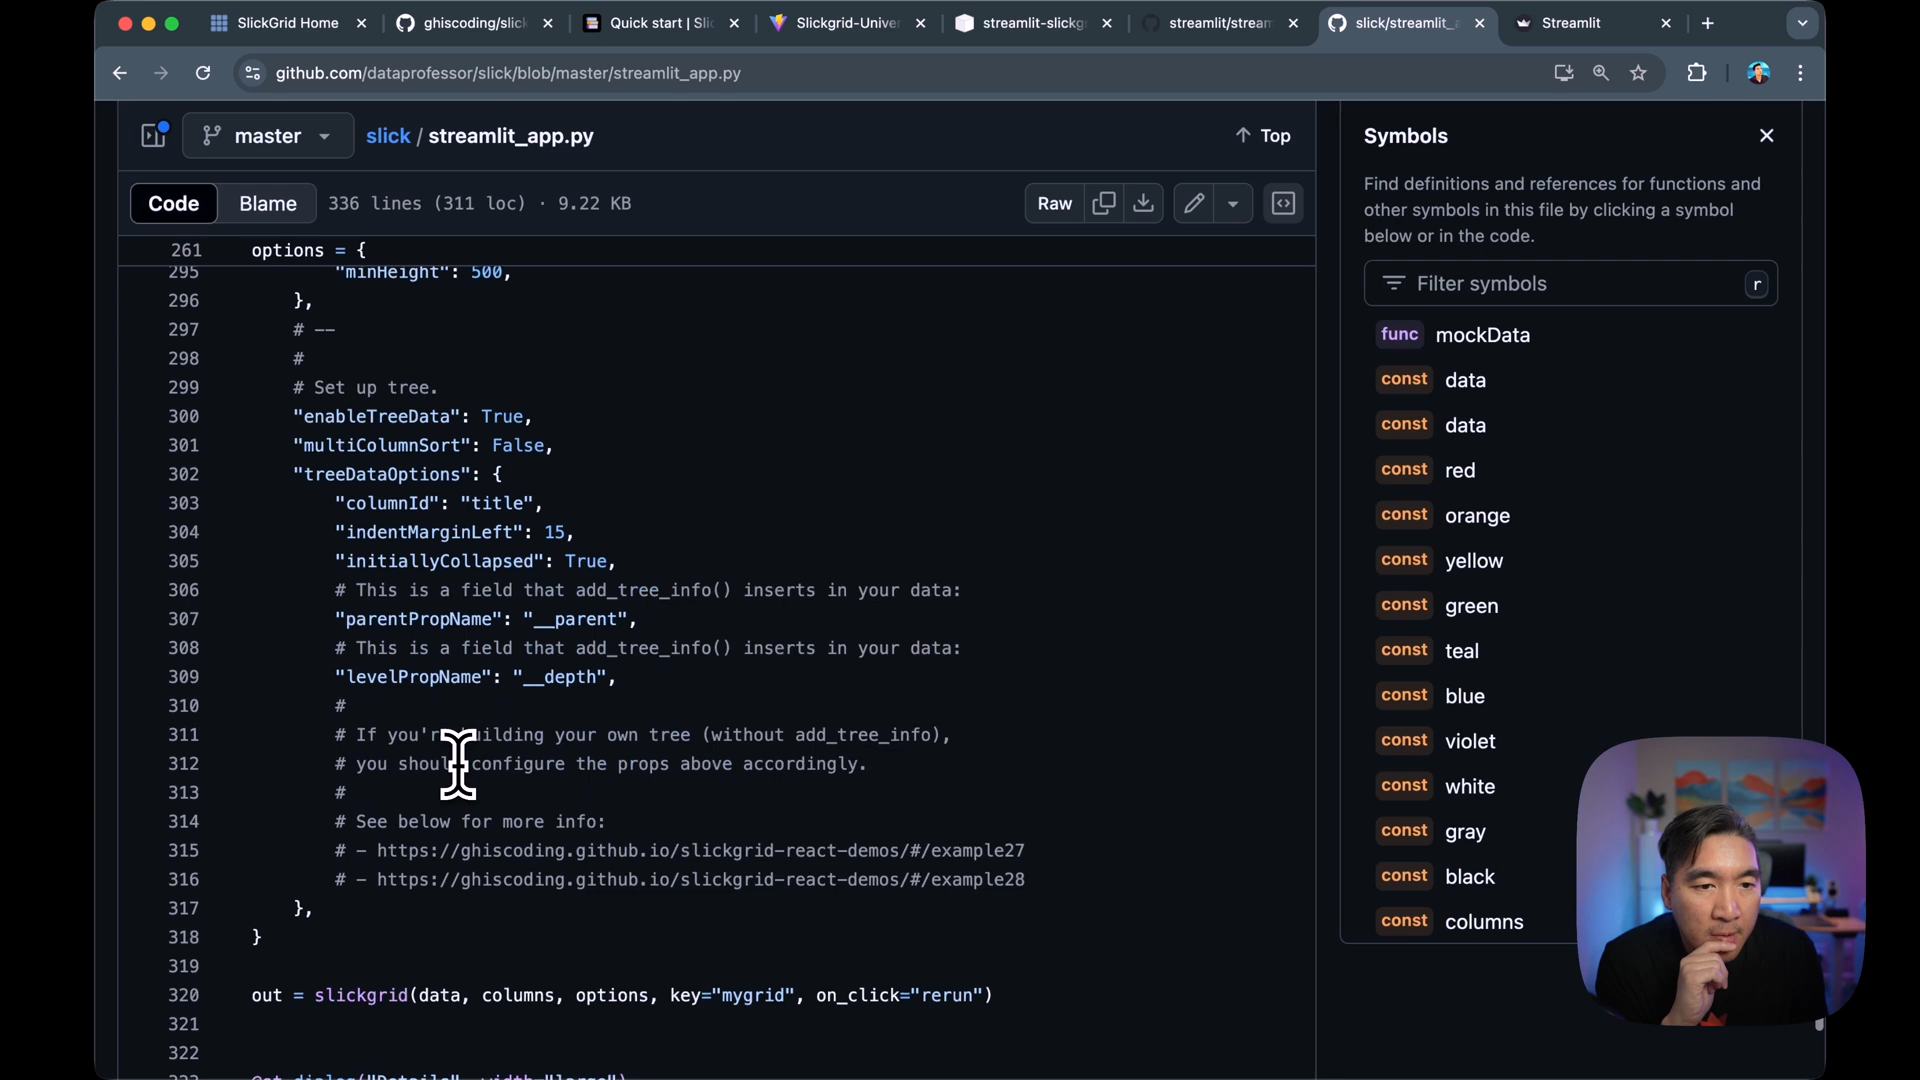 SlickGrid Home
ghiscoding/slick
Quick start | Slic
Slickgrid-Univer
streamlit-slickg
streamlit/stream
slick/streamlit_a
Streamlit
github.com/dataprofessor/slick/blob/master/streamlit_app.py
master
slick / streamlit_app.py
Top
Code Blame 336 lines (311 loc) · 9.22 KB
Raw
261 options = {
295 "minHeight": 500,
296 },
297 # --
298 #
299 # Set up tree.
300 "enableTreeData": True,
301 "multiColumnSort": False,
302 "treeDataOptions": {
303 "columnId": "title",
304 "indentMarginLeft": 15,
305 "initiallyCollapsed": True,
306 # This is a field that add_tree_info() inserts in your data:
307 "parentPropName": "__parent",
308 # This is a field that add_tree_info() inserts in your data:
309 "levelPropName": "__depth",
310 #
311 # If you're building your own tree (without add_tree_info),
312 # you should configure the props above accordingly.
313 #
314 # See below for more info:
315 # - https://ghiscoding.github.io/slickgrid-react-demos/#/example27
316 # - https://ghiscoding.github.io/slickgrid-react-demos/#/example28
317 },
318 }
319
320 out = slickgrid(data, columns, options, key="mygrid", on_click="rerun")
321
322
323 @st.dialog("Details", width="large")
Symbols
Find definitions and references for functions and
other symbols in this file by clicking a symbol
below or in the code.
Filter symbols r
func mockData
const data
const data
const red
const orange
const yellow
const green
const teal
const blue
const violet
const white
const gray
const black
const columns